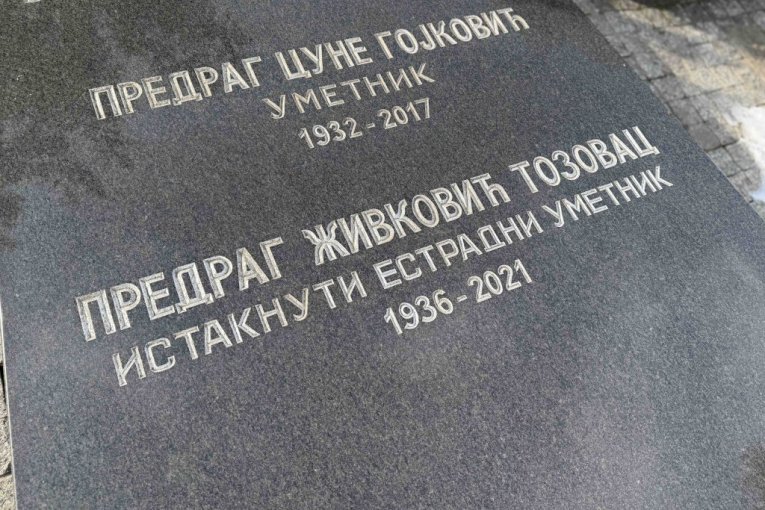 ПРЕДРАГ ЦУНЕ ГОЈКОВИЋ
УМЕТНИК
1932-2017
ПРЕДРАГ ЖИВКОВИЋ ТОЗОВАЦ
ИСТАКНУТИ ЕСТРАДНИ УМЕТНИК
1936-2021